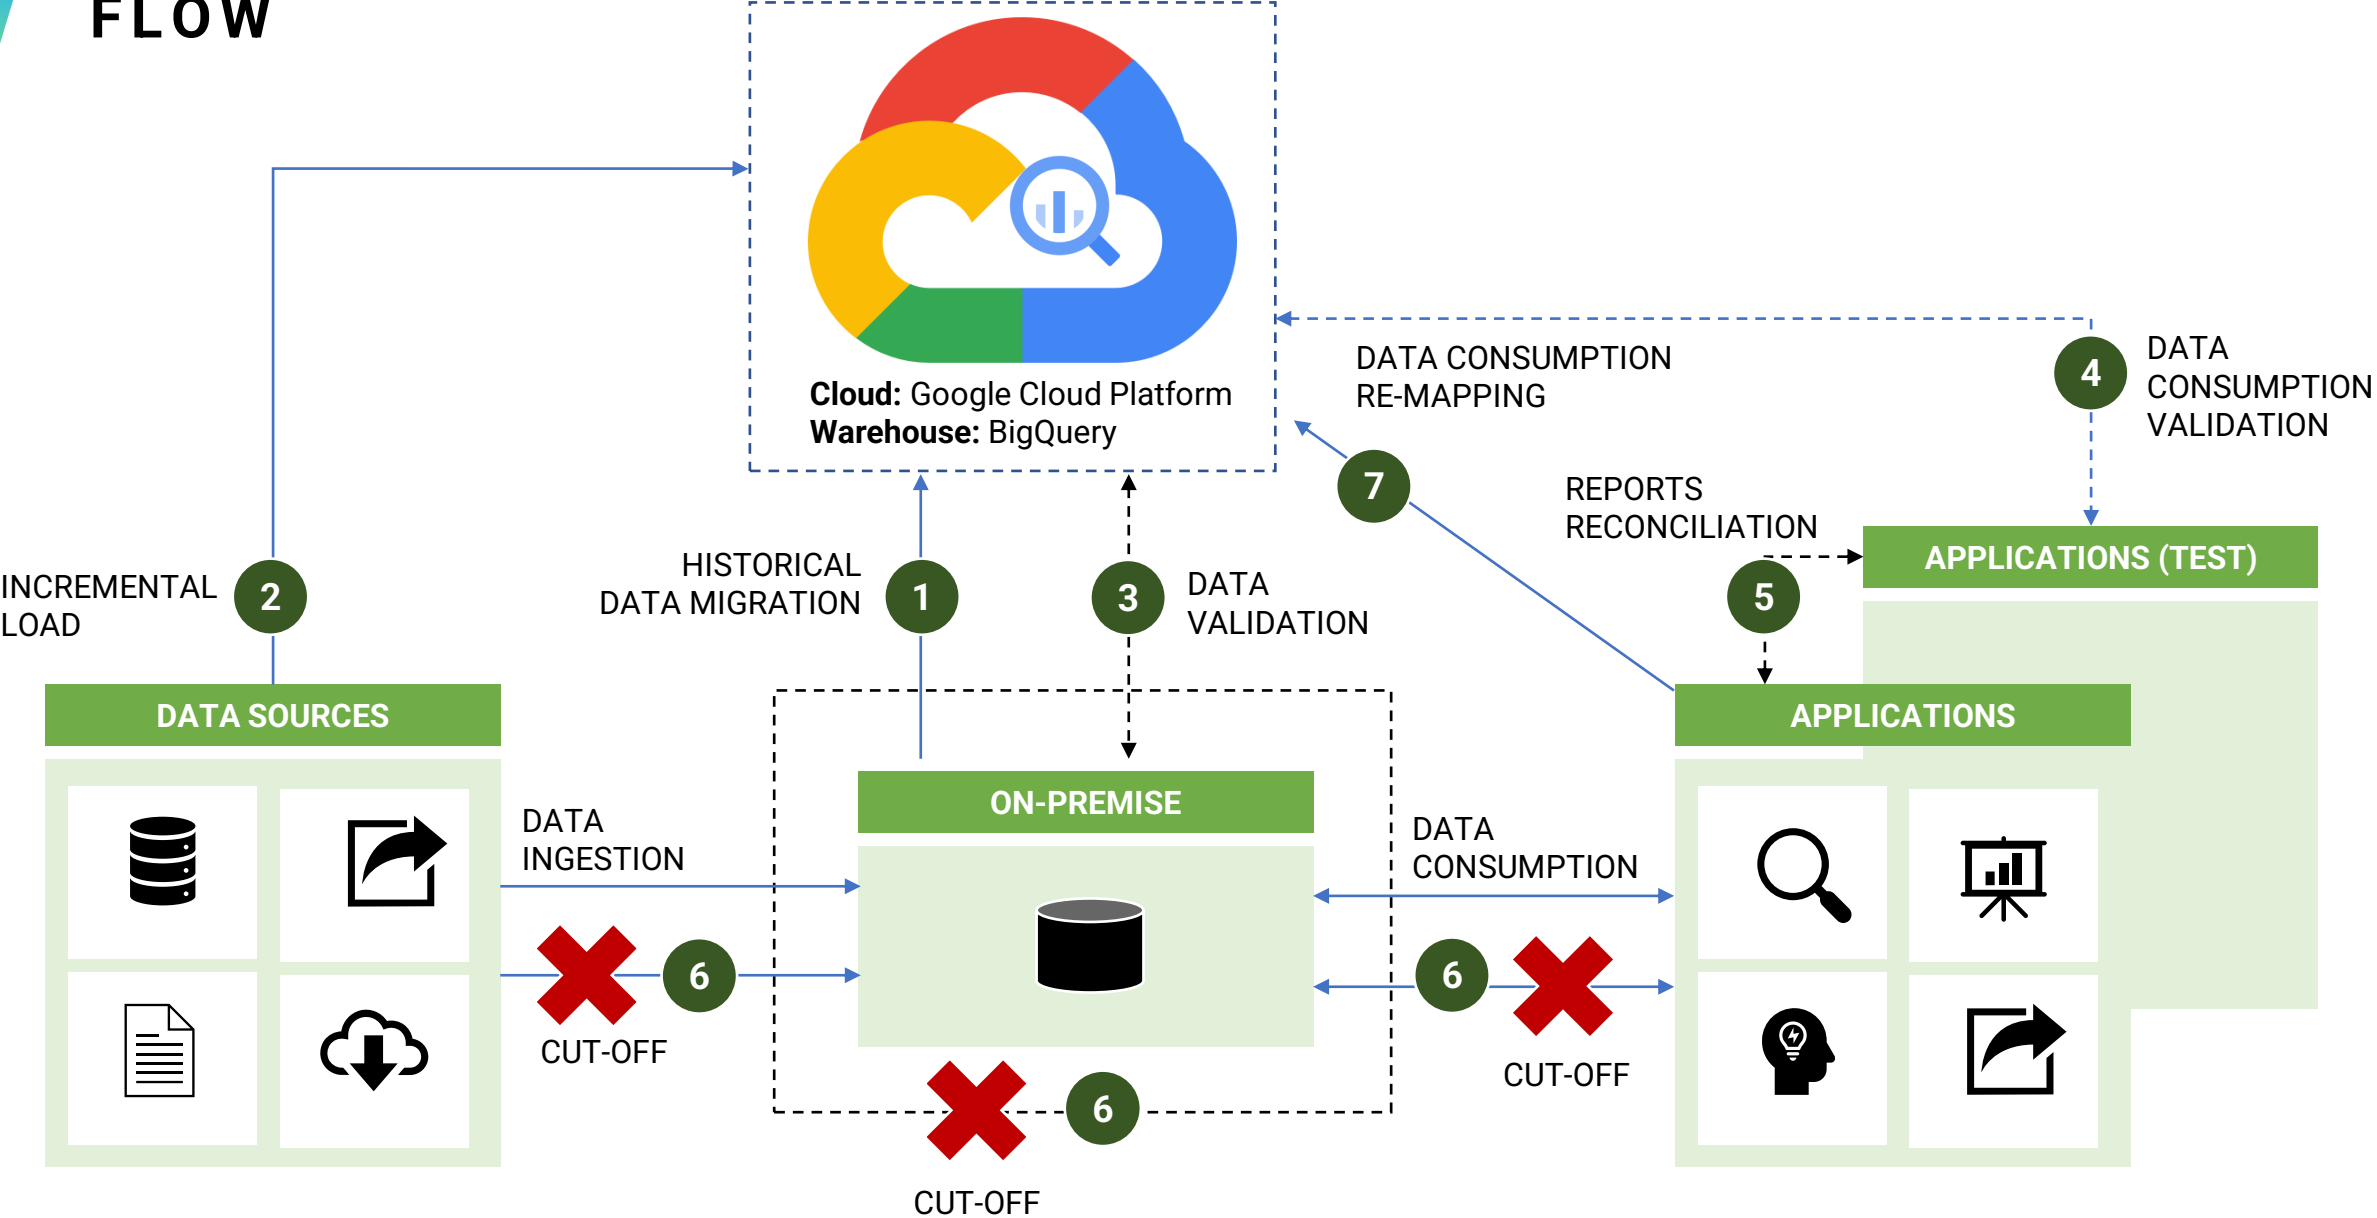 FLOW
Cloud: Google Cloud Platform
Warehouse: BigQuery
DATA CONSUMPTION
RE-MAPPING
4
DATA
CONSUMPTION
VALIDATION
7
REPORTS
RECONCILIATION
5
APPLICATIONS (TEST)
INCREMENTAL
LOAD
2
HISTORICAL
DATA MIGRATION
1
3
DATA
VALIDATION
DATA SOURCES
APPLICATIONS
ON-PREMISE
DATA
INGESTION
DATA
CONSUMPTION
6
CUT-OFF
6
CUT-OFF
6
CUT-OFF